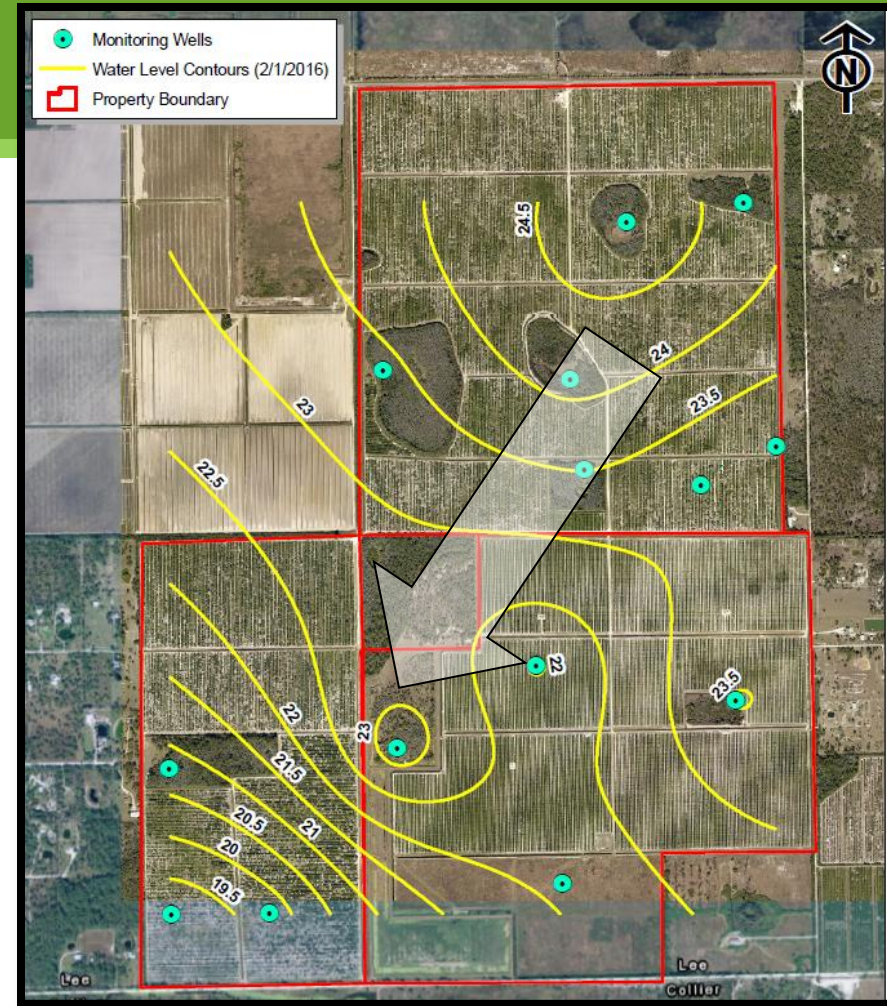 Monitoring Wells
Water Level Contours (2/1/2016)
Property Boundary
N
24.5
24
23.5
23
22.5
22
23.5
23
22
21.5
21
20.5
20
19.5
Lee
Lee
Collier